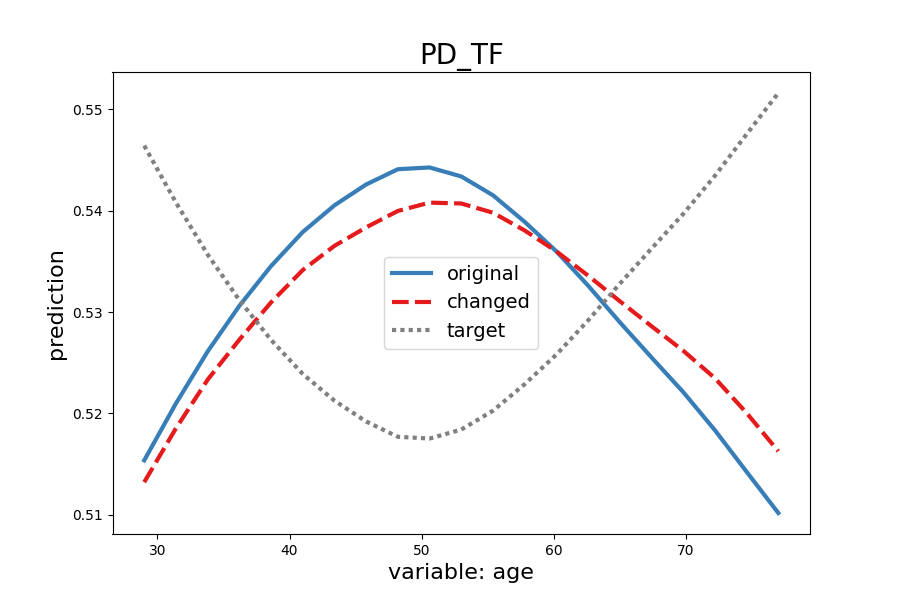 PD_TF
prediction
0.55
0.54
0.53
0.52
0.51
original
changed
target
30 40 50 60 70
variable: age